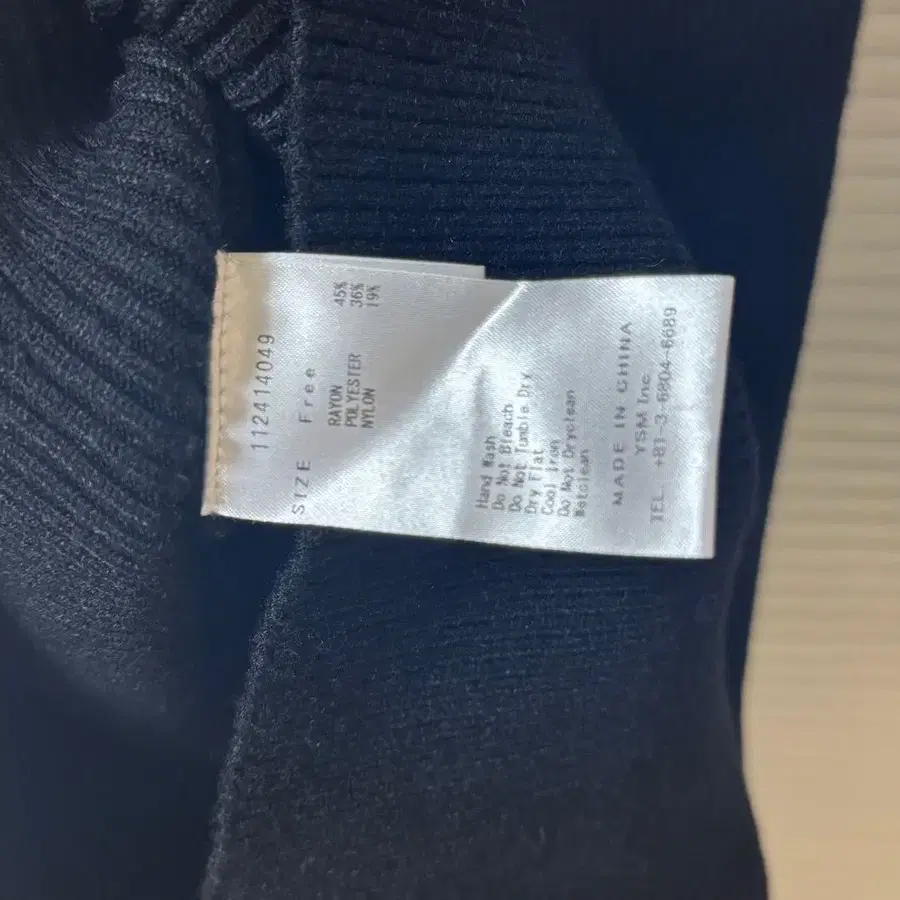 112414049
SIZE Free
RAYON 45%
POLYESTER 36%
NYLON 19%
Hand Wash
Do Not Bleach
Do Not Tumble Dry
Dry Flat
Cool Iron
Do Not Dryclean
Wetclean
MADE IN CHINA
YSM Inc.
TEL. +81-3-6804-6689